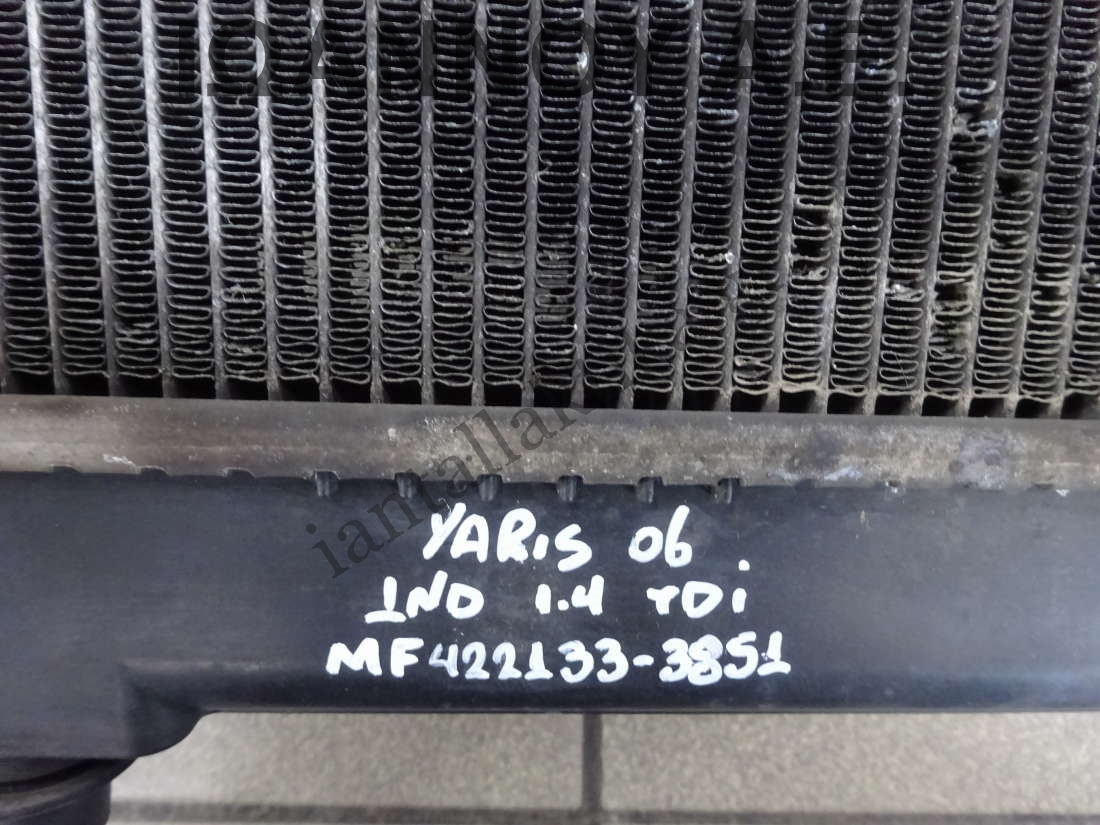 YARIS 06
1ND 1.4 TDi
MF422133-3851